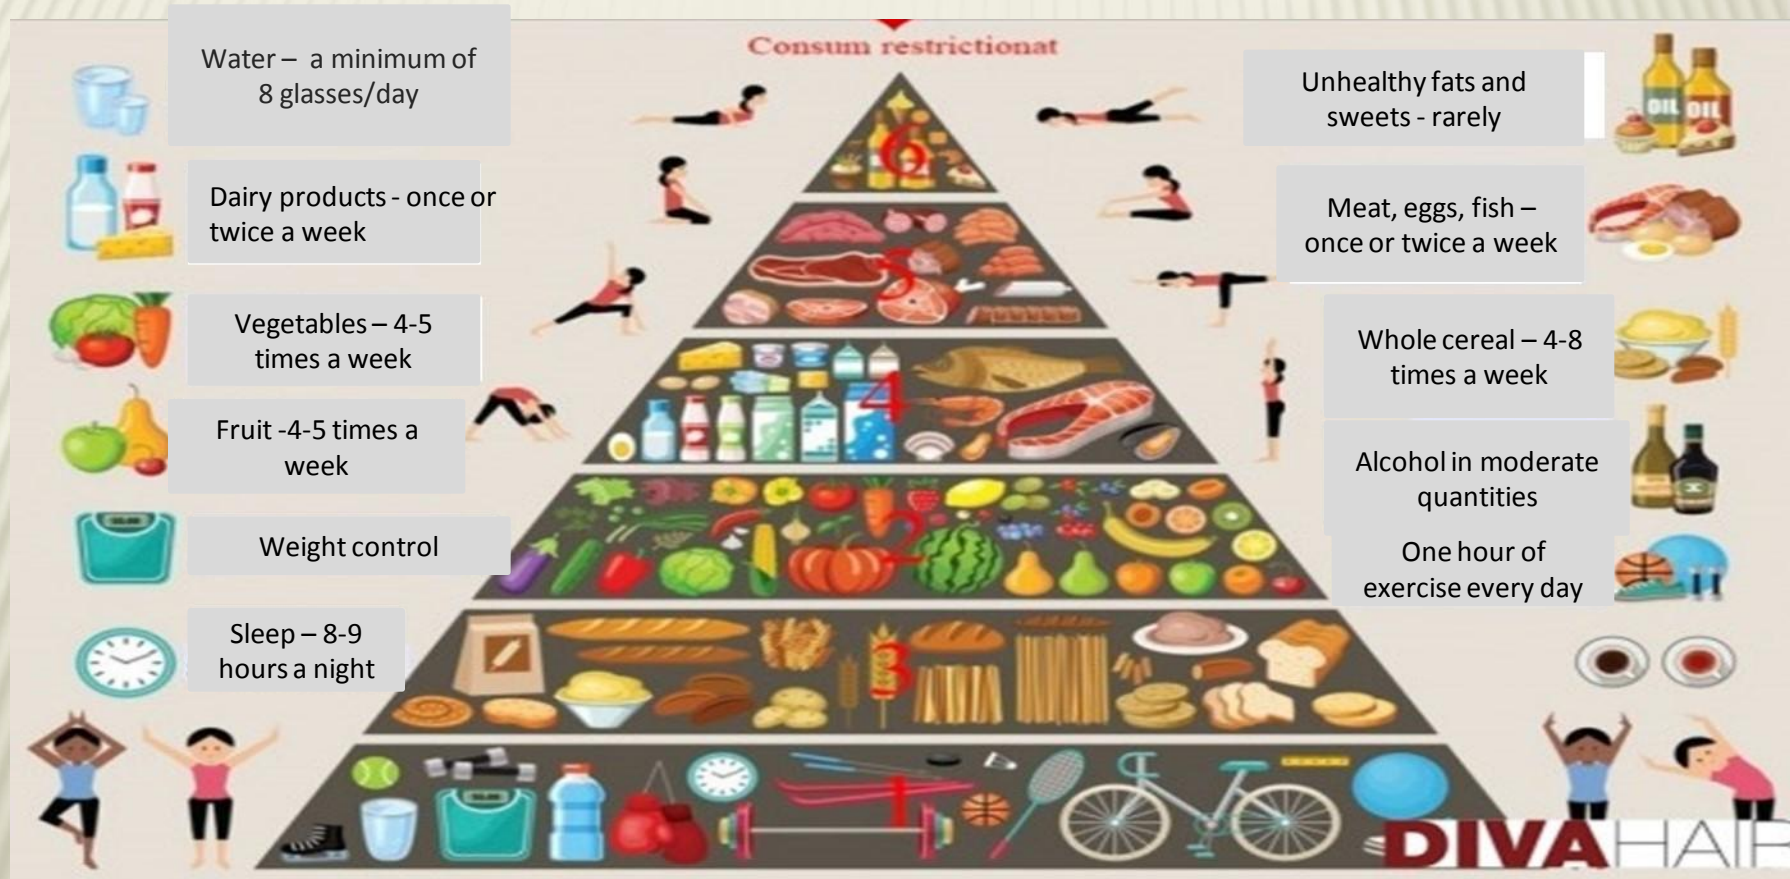 Consum restrictionat
Water – a minimum of
8 glasses/day
Dairy products - once or
twice a week
Vegetables – 4-5
times a week
Fruit -4-5 times a
week
Weight control
Sleep – 8-9
hours a night
Unhealthy fats and
sweets - rarely
OIL
OIL
Meat, eggs, fish –
once or twice a week
Whole cereal – 4-8
times a week
Alcohol in moderate
quantities
One hour of
exercise every day
6
5
4
2
3
1
DIVAHAIR